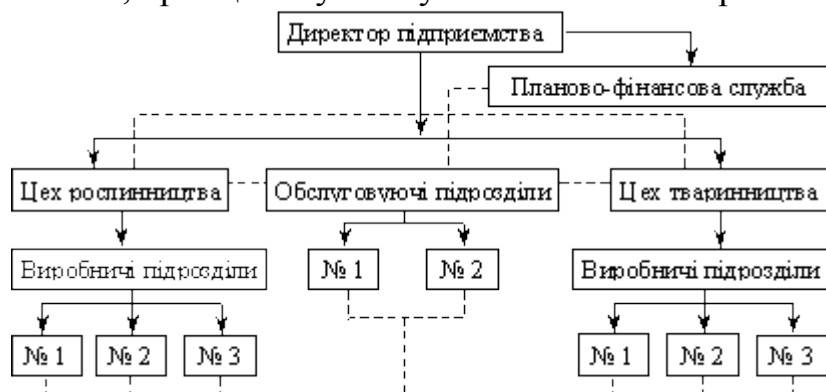 Директор підприємства
Планово-фінансова служба
Цех рослинництва
Обслуговуючі підрозділи
Цех тваринництва
Виробничі підрозділи
№ 1
№ 2
Виробничі підрозділи
№ 1
№ 2
№ 3
№ 1
№ 2
№ 3